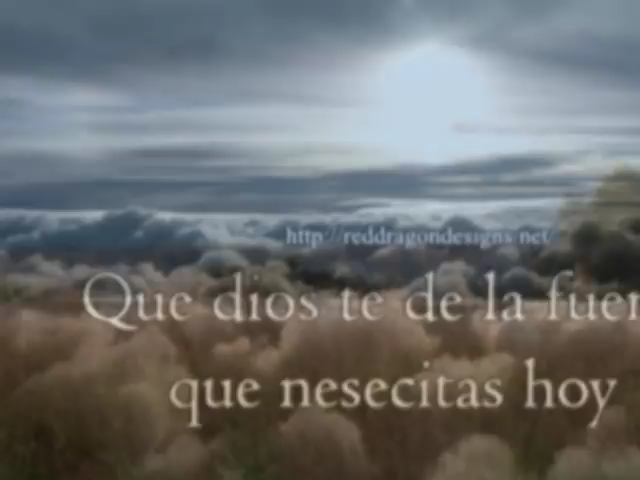 http://reddragondesigns.net/
Que dios te de la fuer
que nesecitas hoy